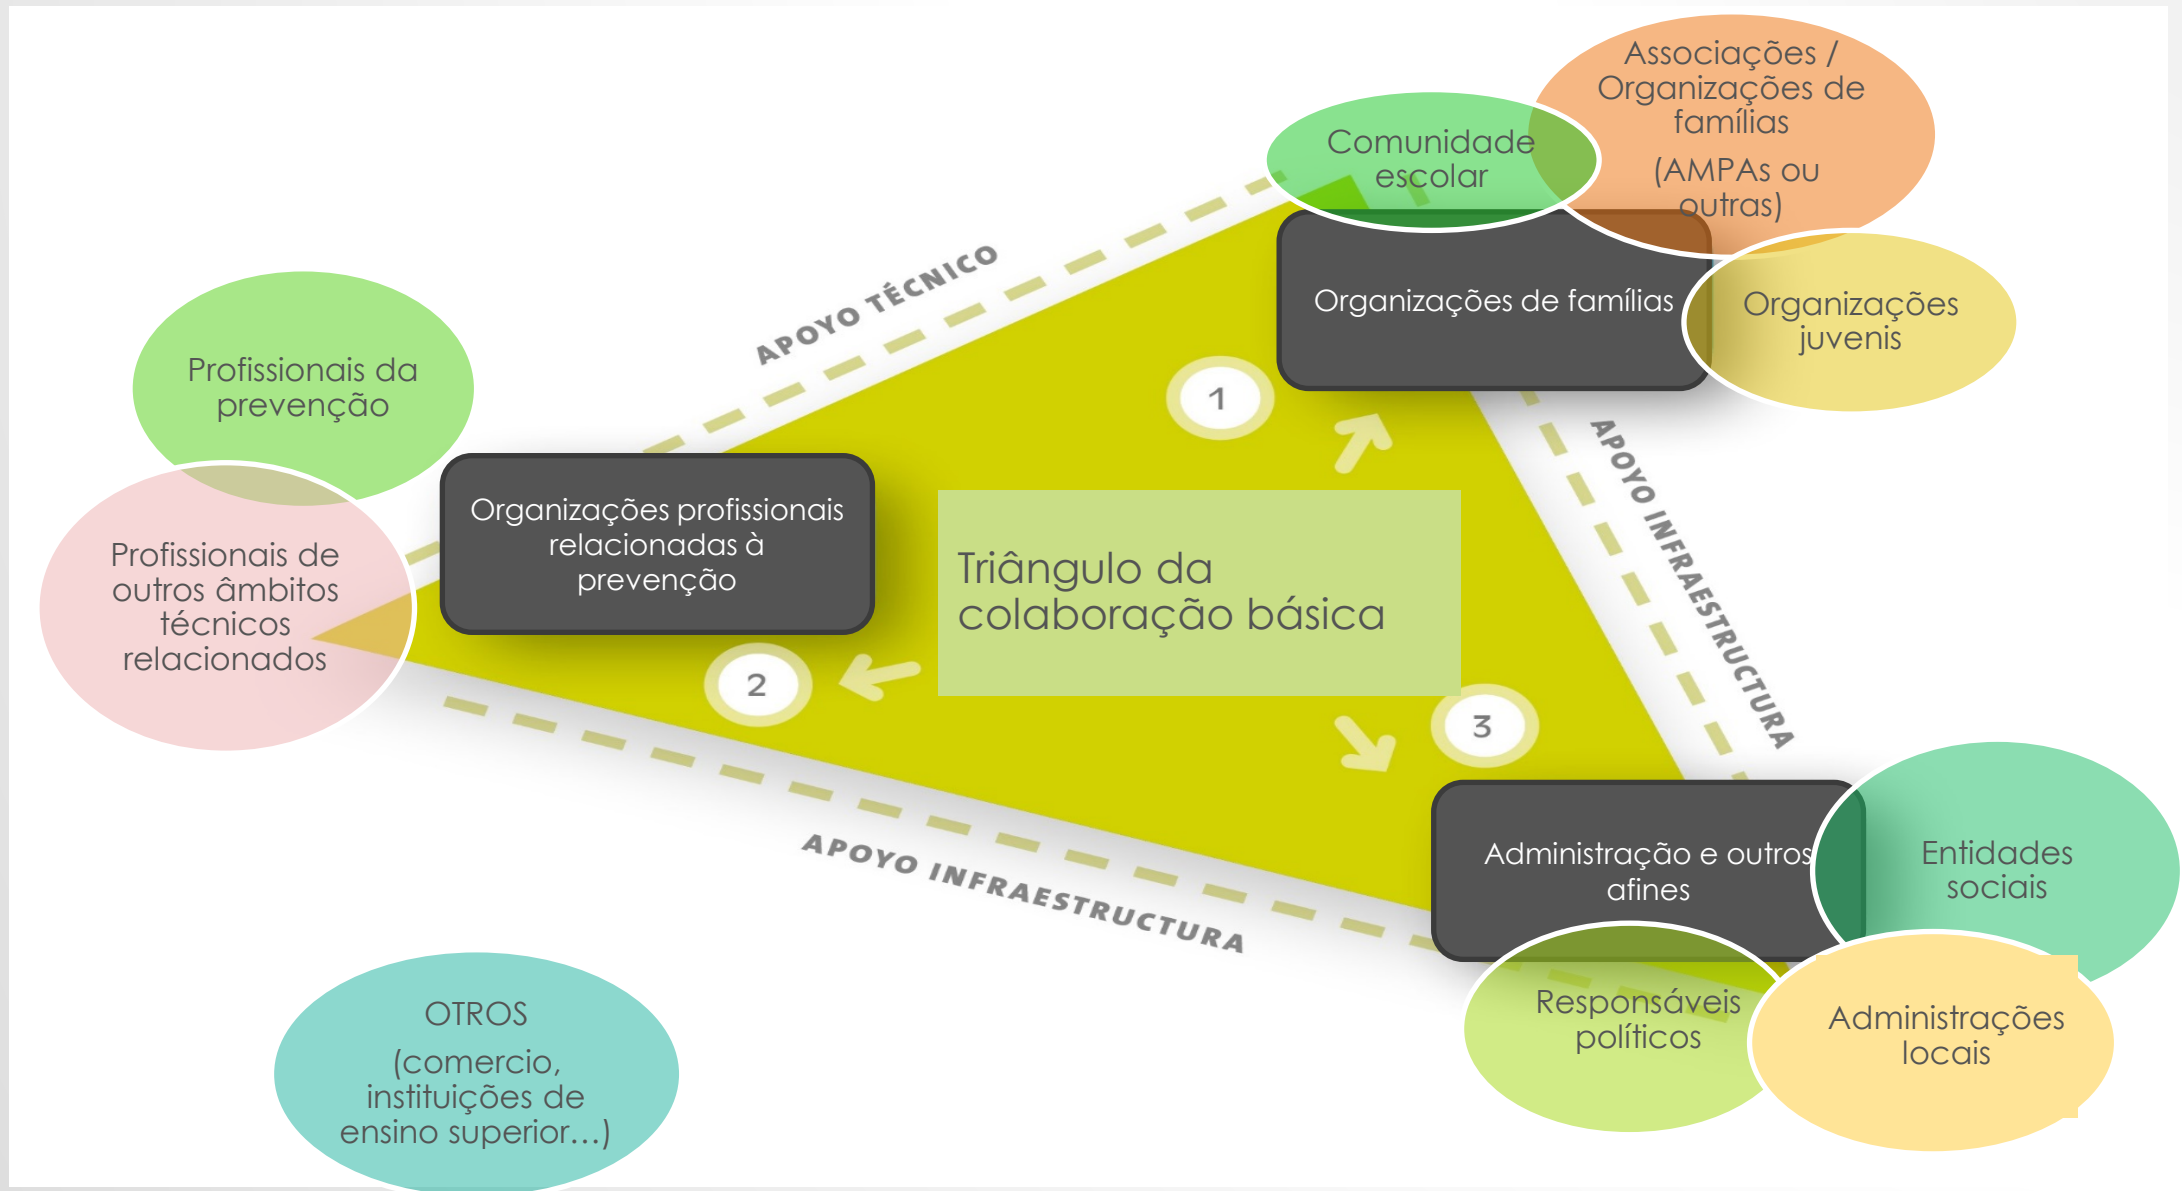 Associações /
Organizações de
famílias
(AMPAs ou
outras)
Comunidade
escolar
Organizações de famílias
Organizações
juvenis
APOYO TÉCNICO
Profissionais da
prevenção
Profissionais de
outros âmbitos
técnicos
relacionados
Organizações profissionais
relacionadas à
prevenção
1
Triângulo da
colaboração básica
2
3
APOYO INFRAESTRUCTURA
APOYO INFRAESTRUCTURA
Administração e outros
afines
Entidades
sociais
Responsáveis
políticos
Administrações
locais
OTROS
(comercio,
instituições de
ensino superior...)